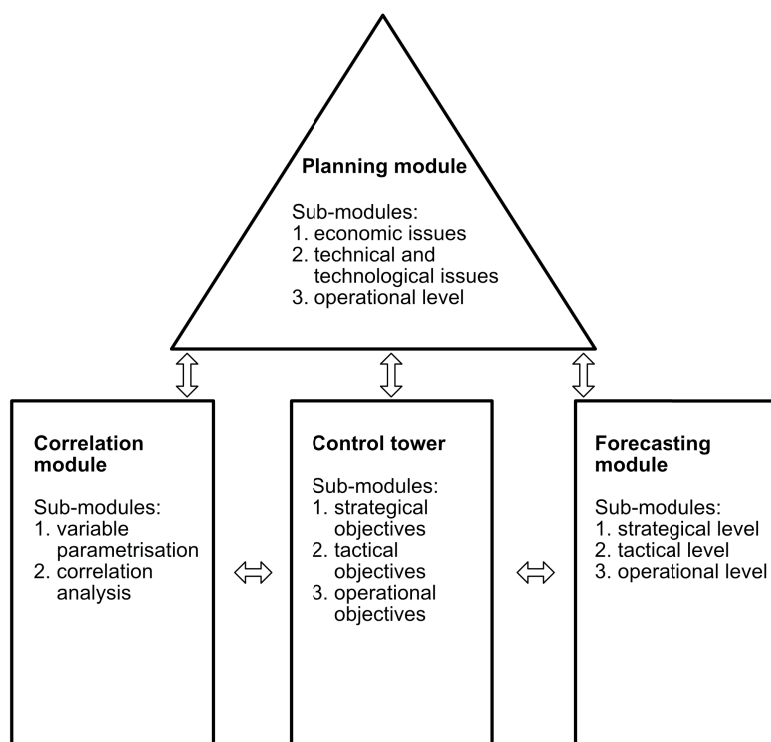 Planning module
Sub-modules:
1. economic issues
2. technical and
technological issues
3. operational level
Correlation
module
Sub-modules:
1. variable
parametrisation
2. correlation
analysis
Control tower
Sub-modules:
1. strategical
objectives
2. tactical
objectives
3. operational
objectives
Forecasting
module
Sub-modules:
1. strategical level
2. tactical level
3. operational level